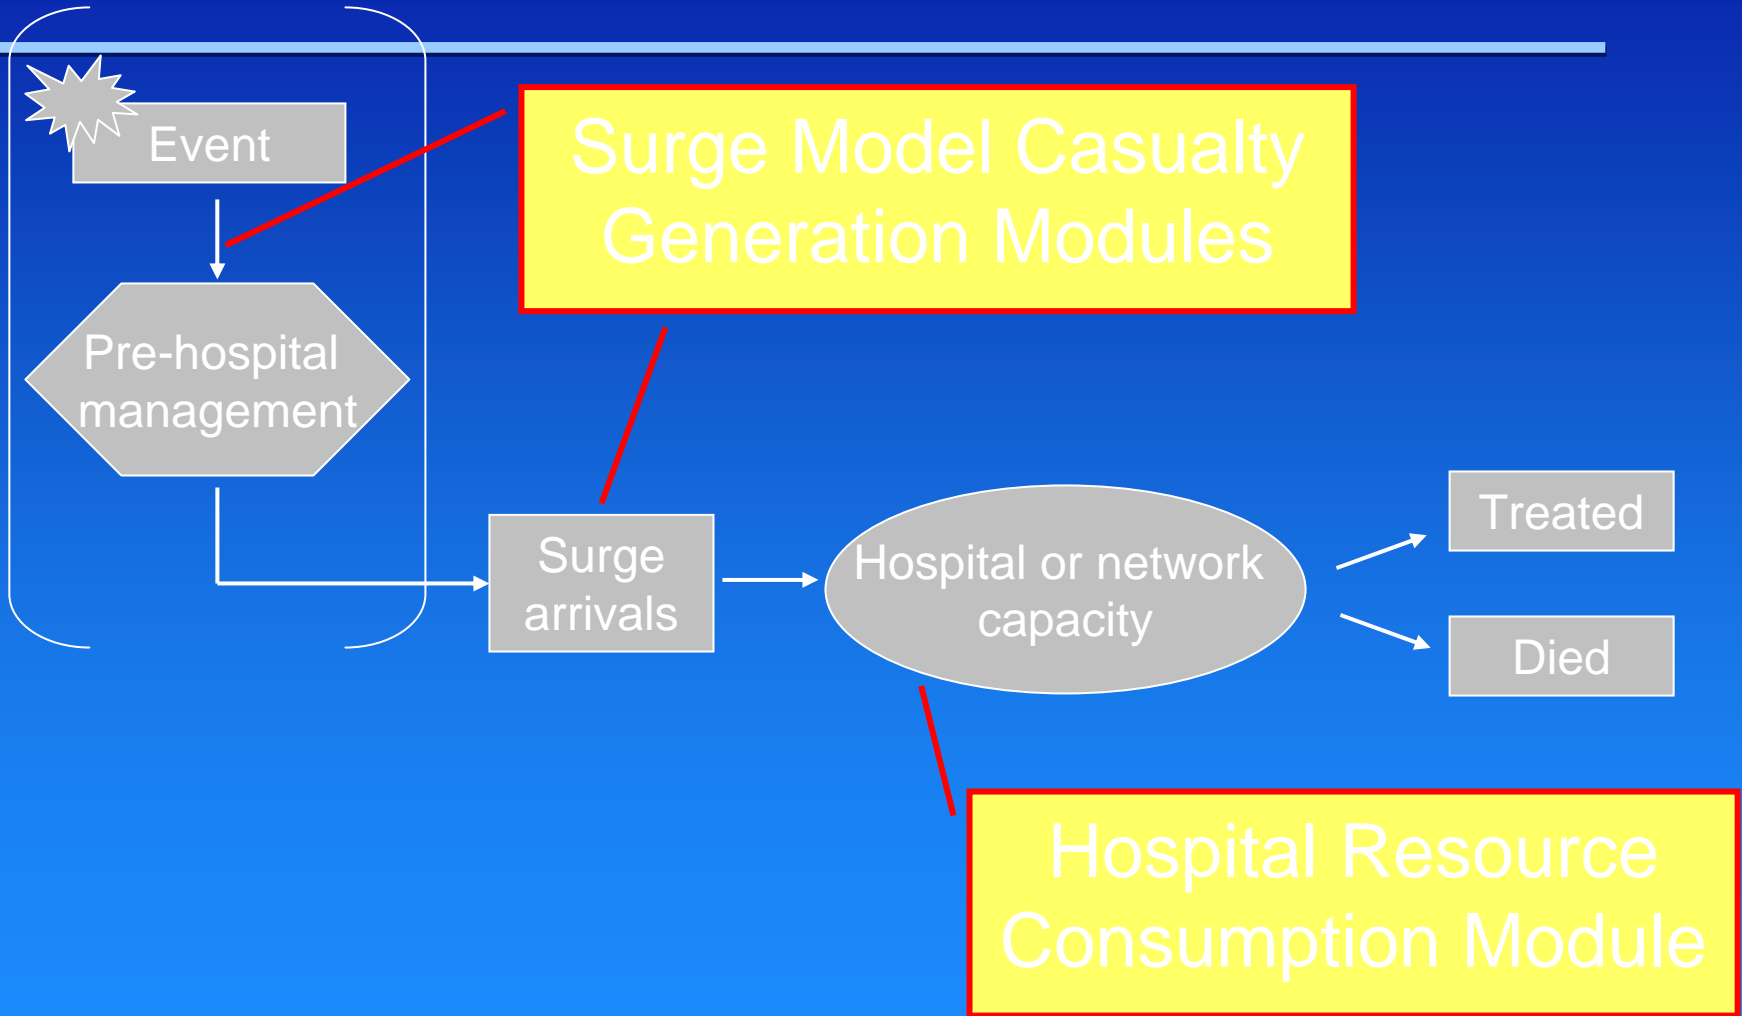 Event
Surge Model Casualty
Generation Modules
Pre-hospital
management
Surge
arrivals
Hospital or network
capacity
Treated
Died
Hospital Resource
Consumption Module